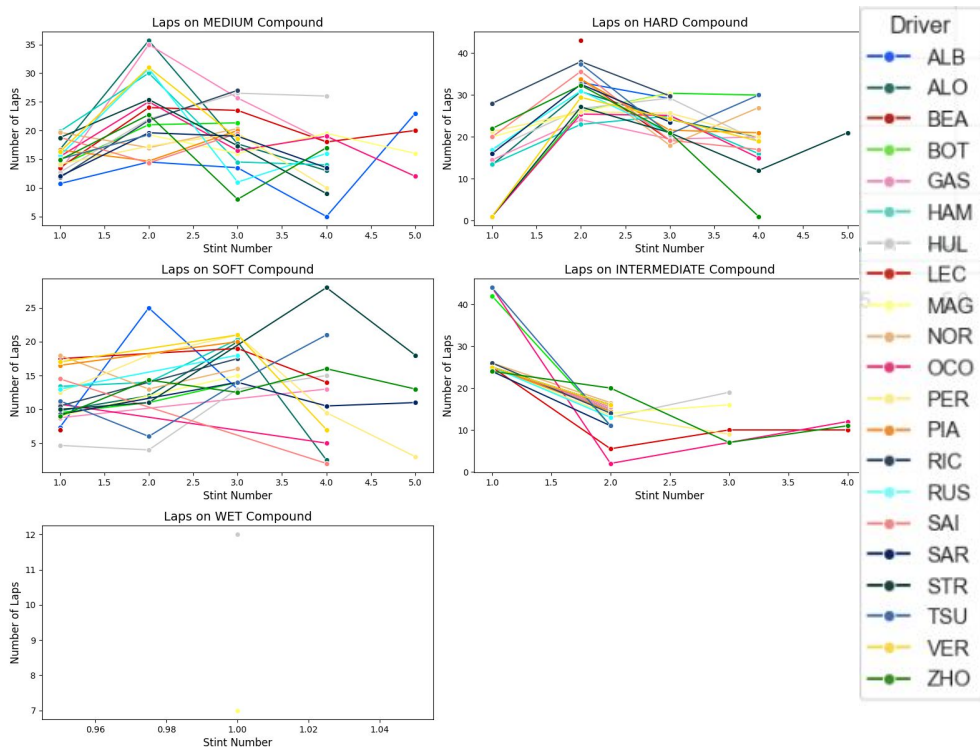 Laps on MEDIUM Compound
Number of Laps
35
30
25
20
15
10
5
1.0 1.5 2.0 2.5 3.0 3.5 4.0 4.5 5.0
Stint Number
Laps on HARD Compound
Number of Laps
40
30
20
10
0
1.0 1.5 2.0 2.5 3.0 3.5 4.0 4.5 5.0
Stint Number
Laps on SOFT Compound
Number of Laps
25
20
15
10
5
1.0 1.5 2.0 2.5 3.0 3.5 4.0 4.5 5.0
Stint Number
Laps on INTERMEDIATE Compound
Number of Laps
40
30
20
10
0
1.0 1.5 2.0 2.5 3.0 3.5 4.0
Stint Number
Laps on WET Compound
Number of Laps
12
11
10
9
8
7
0.96 0.98 1.00 1.02 1.04
Stint Number
Driver
ALB
ALO
BEA
BOT
GAS
HAM
HUL
LEC
MAG
NOR
OCO
PER
PIA
RIC
RUS
SAI
SAR
STR
TSU
VER
ZHO